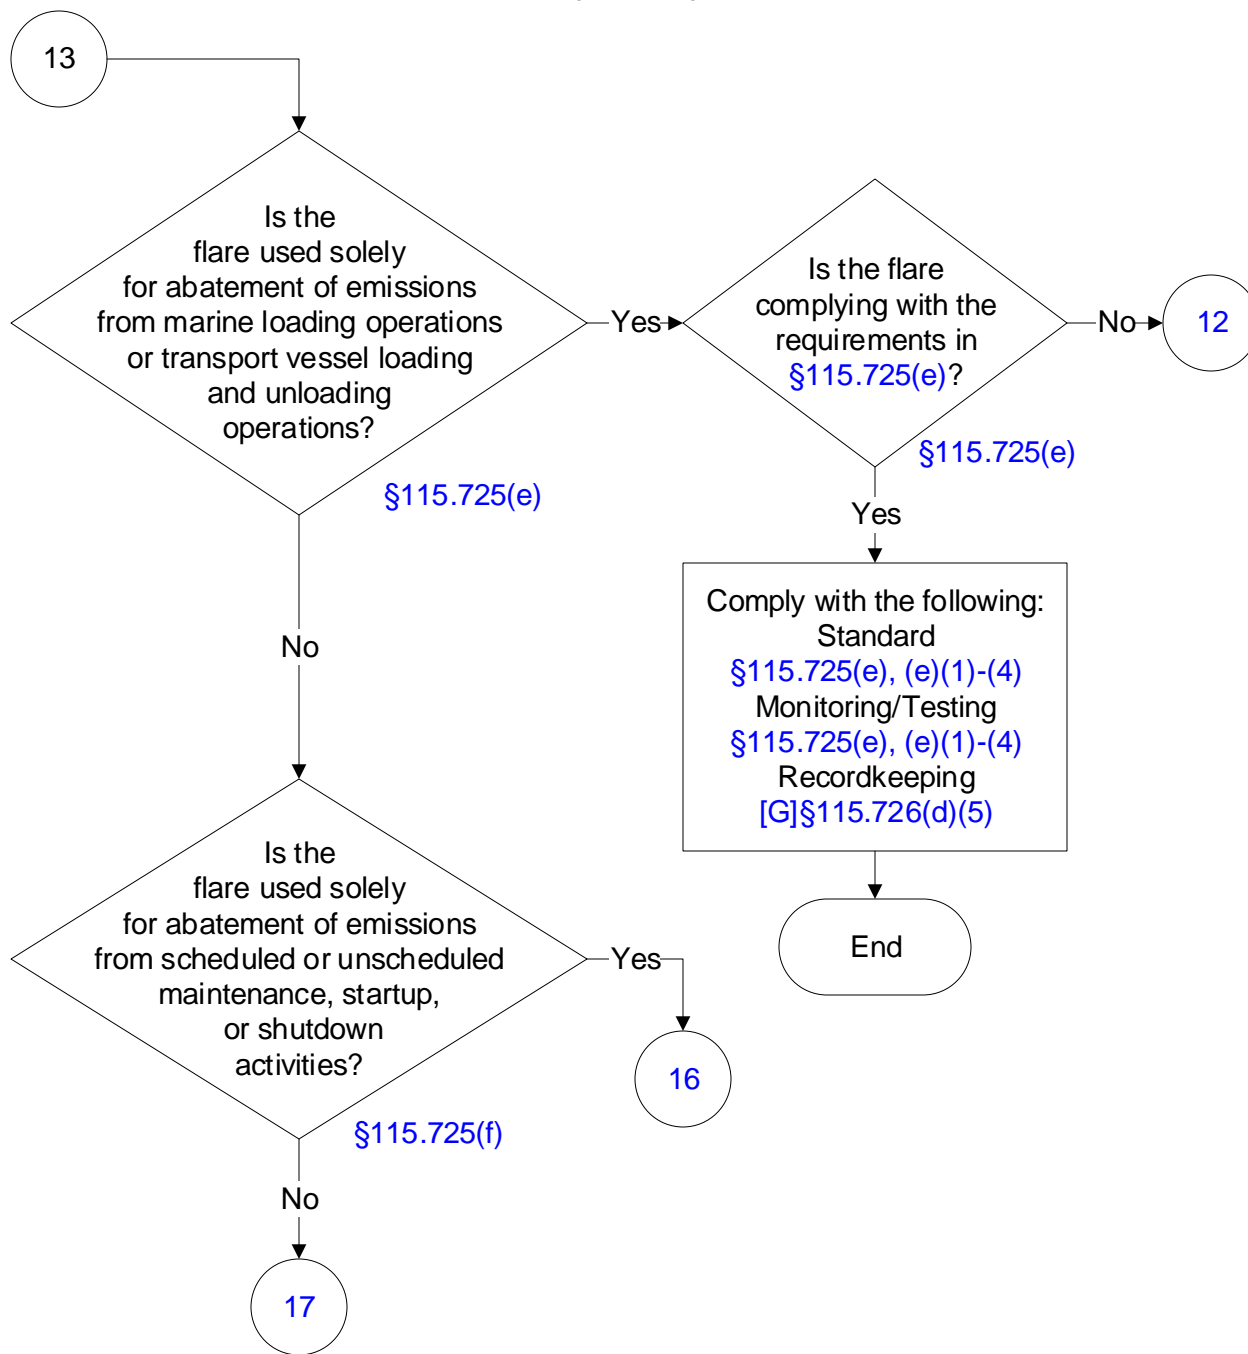 13
Is the
flare used solely
for abatement of emissions
from marine loading operations
or transport vessel loading
and unloading
operations?
§115.725(e)
Yes
Is the flare
complying with the
requirements in
§115.725(e)?
§115.725(e)
No
12
Yes
Comply with the following:
Standard
§115.725(e), (e)(1)-(4)
Monitoring/Testing
§115.725(e), (e)(1)-(4)
Recordkeeping
[G]§115.726(d)(5)
End
No
Is the
flare used solely
for abatement of emissions
from scheduled or unscheduled
maintenance, startup,
or shutdown
activities?
§115.725(f)
Yes
16
No
17